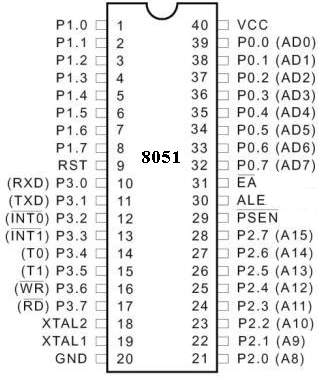 P1.0 1 40 VCC
P1.1 2 39 P0.0 (AD0)
P1.2 3 38 P0.1 (AD1)
P1.3 4 37 P0.2 (AD2)
P1.4 5 36 P0.3 (AD3)
P1.5 6 35 P0.4 (AD4)
P1.6 7 34 P0.5 (AD5)
P1.7 8 33 P0.6 (AD6)
8051
RST 9 32 P0.7 (AD7)
(RXD) P3.0 10 31 E̅A̅
(TXD) P3.1 11 30 ALE
(I̅N̅T̅0̅) P3.2 12 29 P̅S̅E̅N̅
(I̅N̅T̅1̅) P3.3 13 28 P2.7 (A15)
(T0) P3.4 14 27 P2.6 (A14)
(T1) P3.5 15 26 P2.5 (A13)
(W̅R̅) P3.6 16 25 P2.4 (A12)
(R̅D̅) P3.7 17 24 P2.3 (A11)
XTAL2 18 23 P2.2 (A10)
XTAL1 19 22 P2.1 (A9)
GND 20 21 P2.0 (A8)